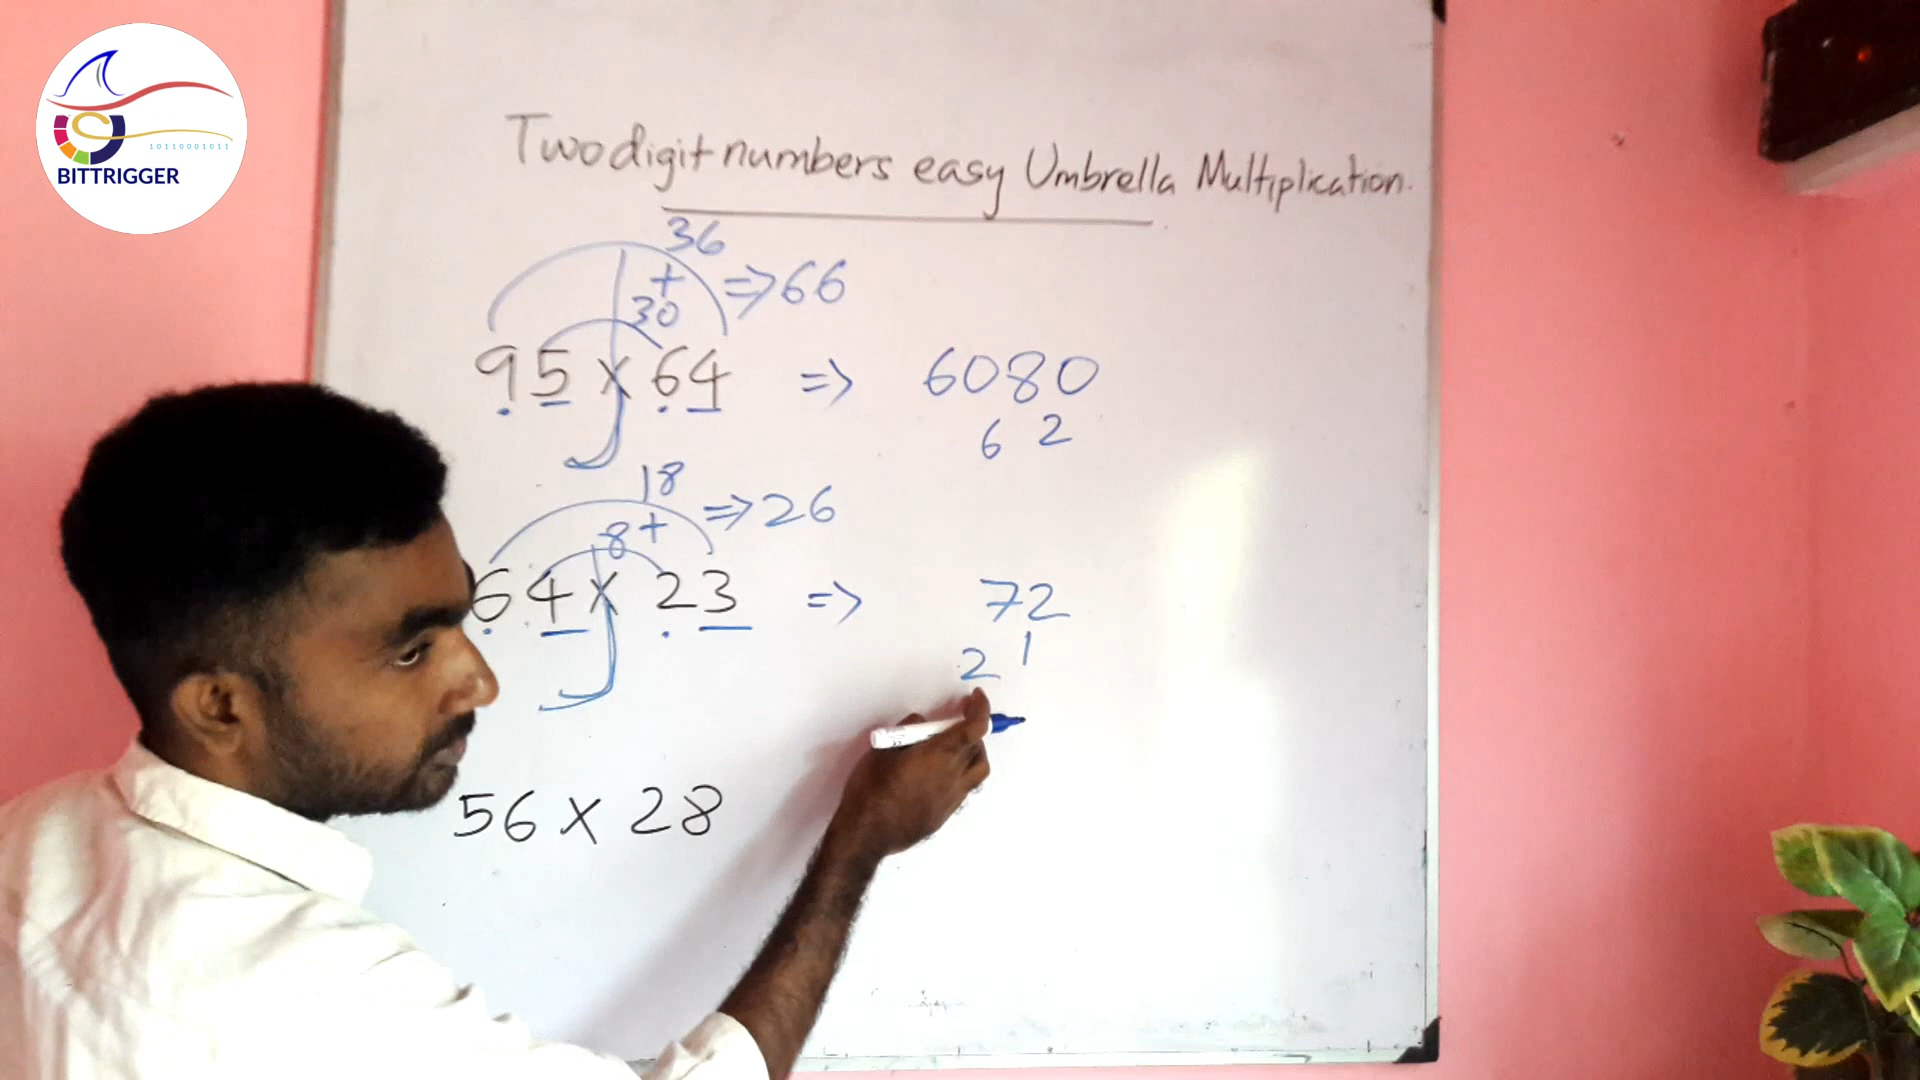 10110001011
BITTRIGGER
Two digit numbers easy Umbrella Multiplication.
36
+ => 66
30
95 x 64 => 6080
6 2
18
8 + => 26
64 x 23 => 72
2 1
56 x 28